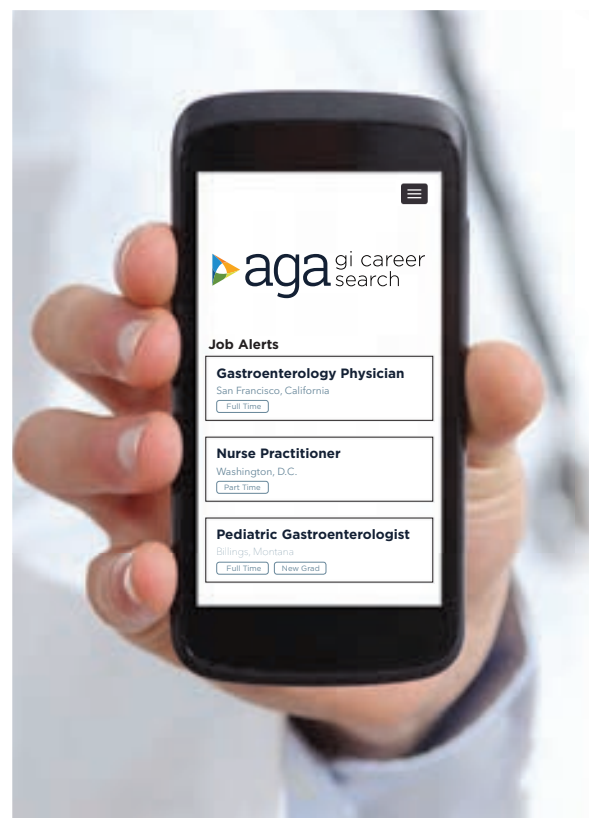 aga gi career
search
Job Alerts
Gastroenterology Physician
San Francisco, California
Full Time
Nurse Practitioner
Washington, D.C.
Part Time
Pediatric Gastroenterologist
Billings, Montana
Full Time New Grad